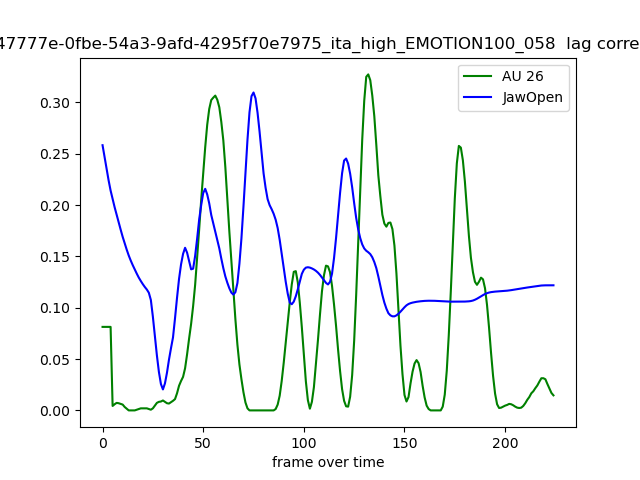 47777e-0fbe-54a3-9afd-4295f70e7975_ita_high_EMOTION100_058 lag corre
AU 26
JawOpen
0.30
0.25
0.20
0.15
0.10
0.05
0.00
0 50 100 150 200
frame over time